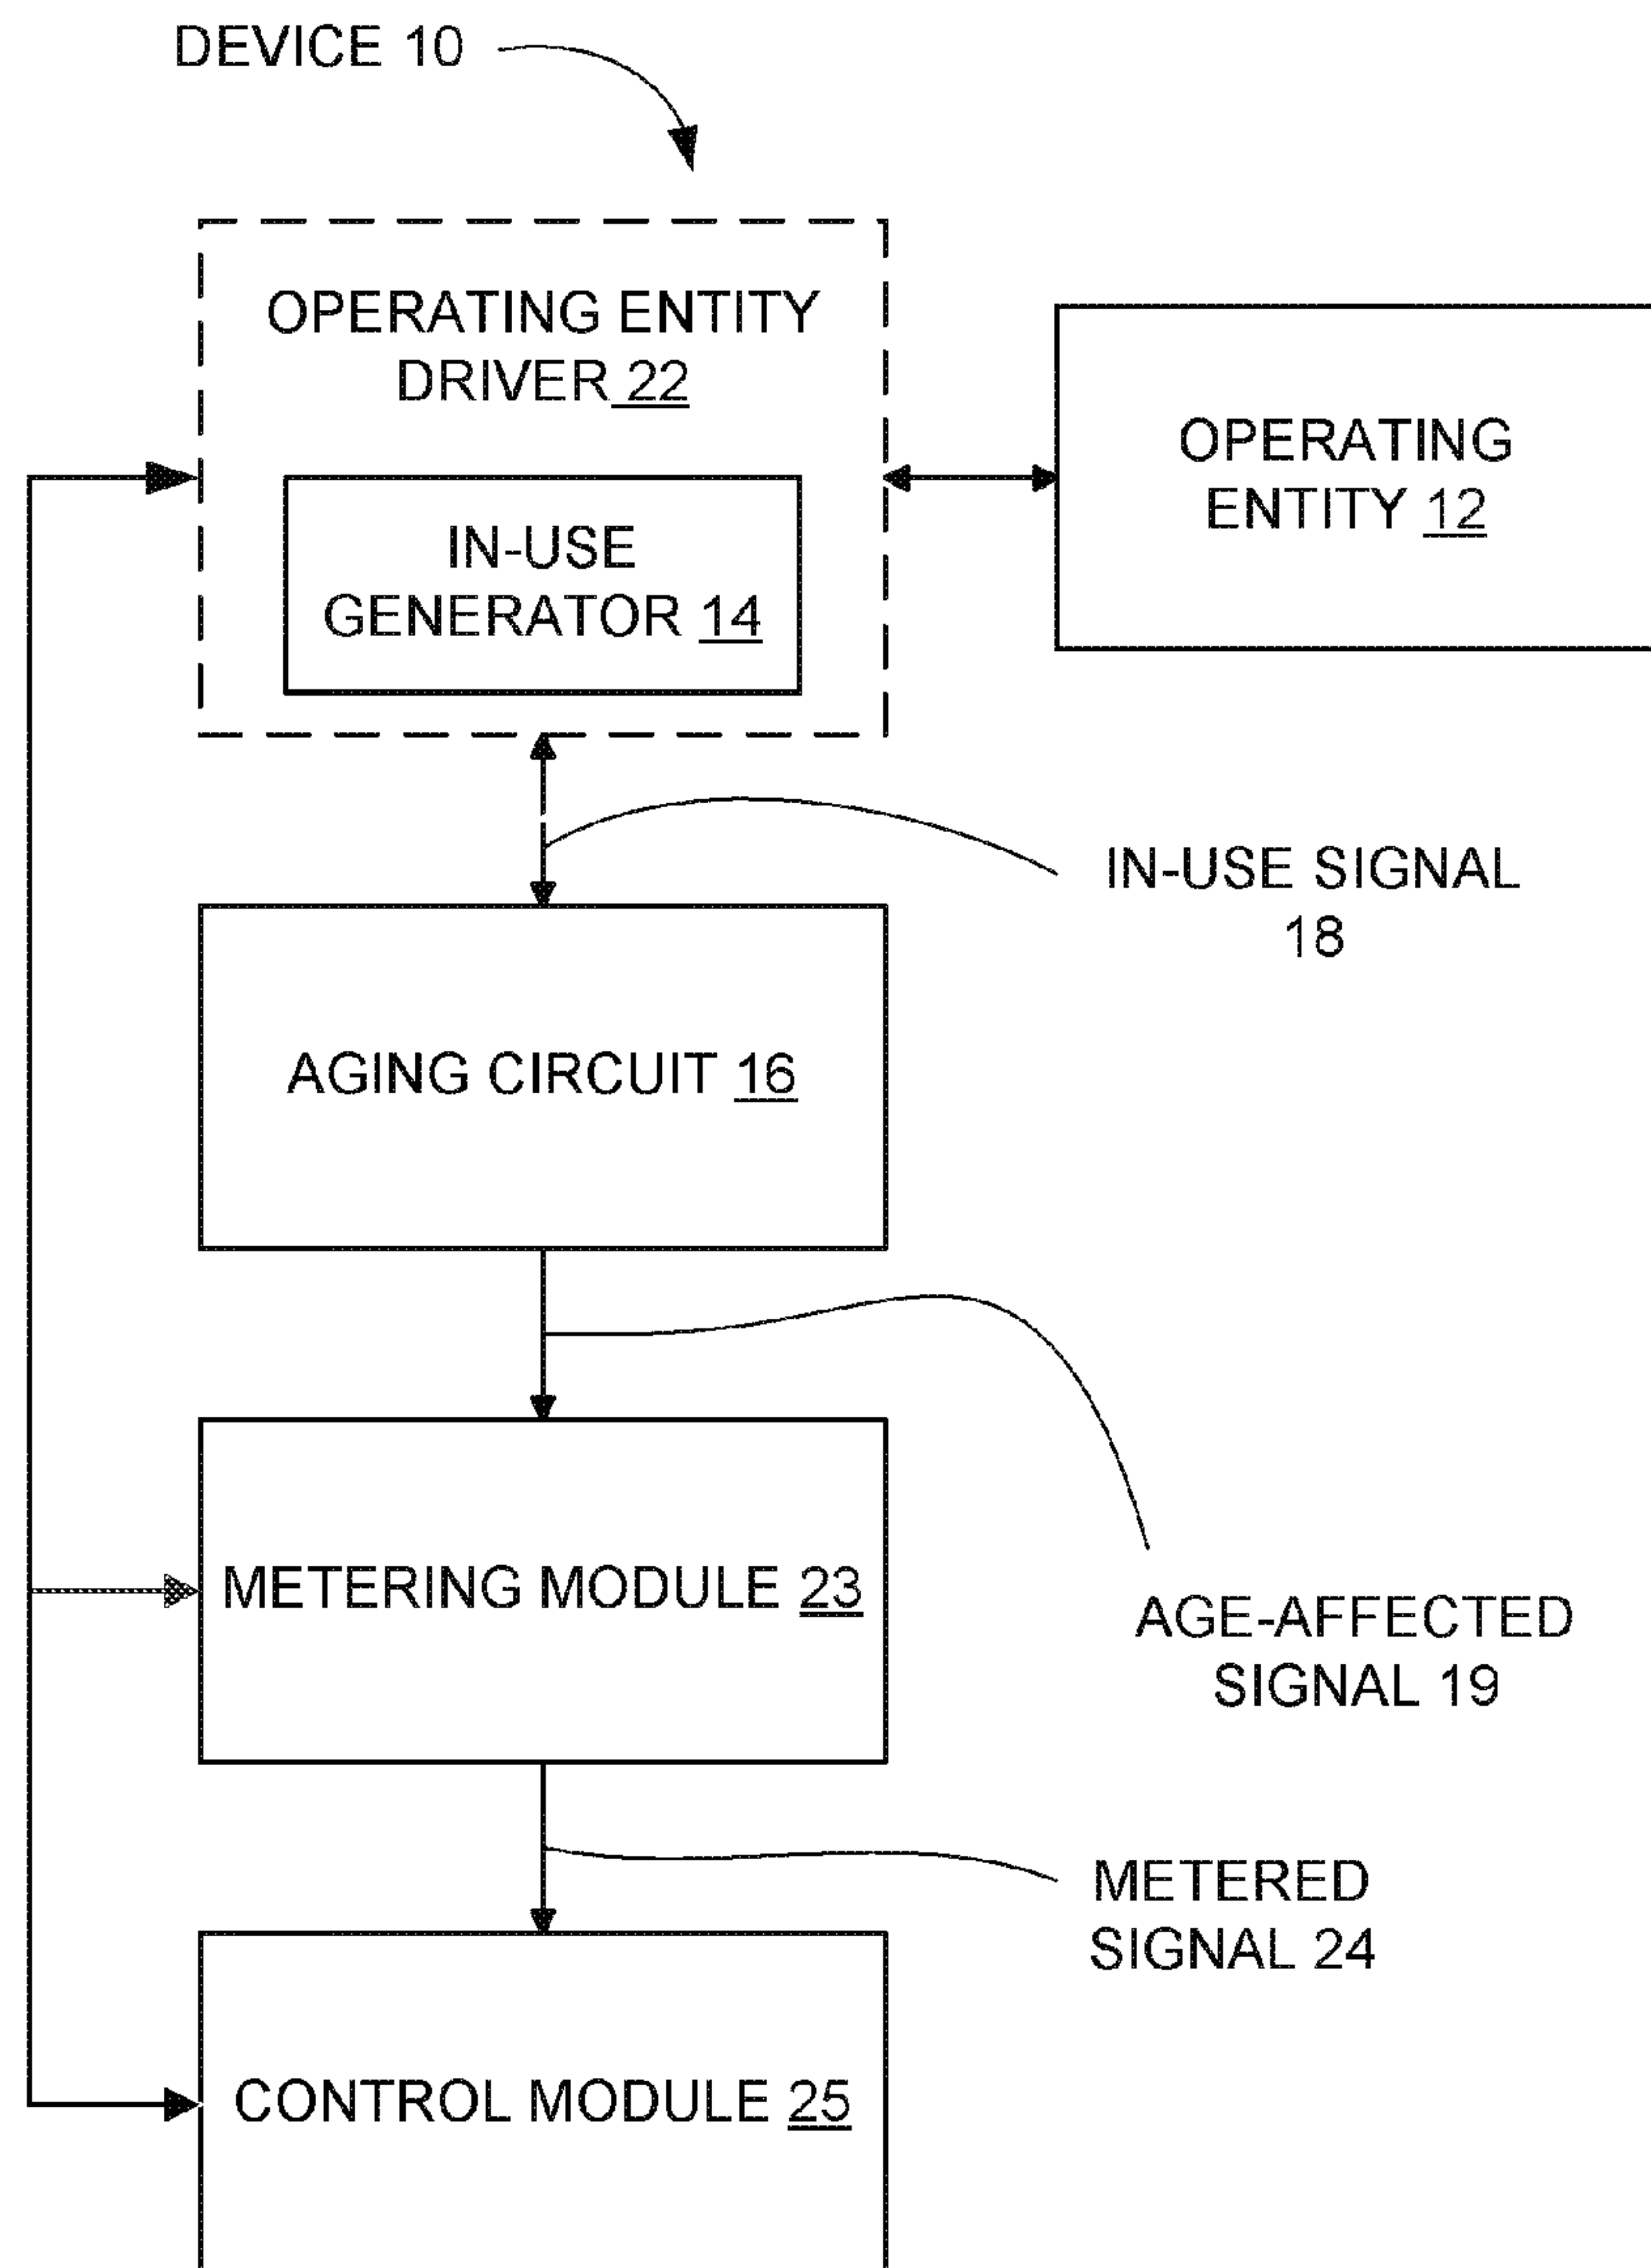 DEVICE 10
OPERATING ENTITY
DRIVER 22
OPERATING
ENTITY 12
IN-USE
GENERATOR 14
IN-USE SIGNAL
18
AGING CIRCUIT 16
METERING MODULE 23
AGE-AFFECTED
SIGNAL 19
METERED
SIGNAL 24
CONTROL MODULE 25